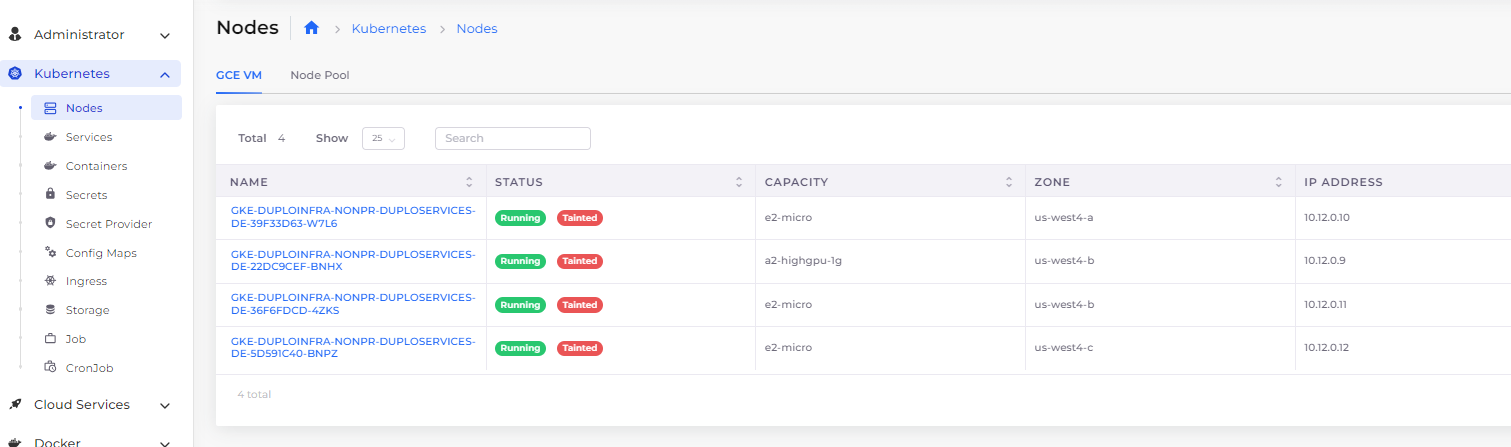 Administrator
Kubernetes
Nodes
Services
Containers
Secrets
Secret Provider
Config Maps
Ingress
Storage
Job
CronJob
Cloud Services
Docker
Nodes Kubernetes Nodes
GCE VM Node Pool
Total 4 Show 25 Search
NAME STATUS CAPACITY ZONE IP ADDRESS
GKE-DUPLOINFRA-NONPR-DUPLOSERVICES-
DE-39F33D63-W7L6 Running Tainted e2-micro us-west4-a 10.12.0.10
GKE-DUPLOINFRA-NONPR-DUPLOSERVICES-
DE-22DC9CEF-BNHX Running Tainted a2-highgpu-1g us-west4-b 10.12.0.9
GKE-DUPLOINFRA-NONPR-DUPLOSERVICES-
DE-36F6FDCD-4ZKS Running Tainted e2-micro us-west4-b 10.12.0.11
GKE-DUPLOINFRA-NONPR-DUPLOSERVICES-
DE-5D591C40-BNPZ Running Tainted e2-micro us-west4-c 10.12.0.12
4 total